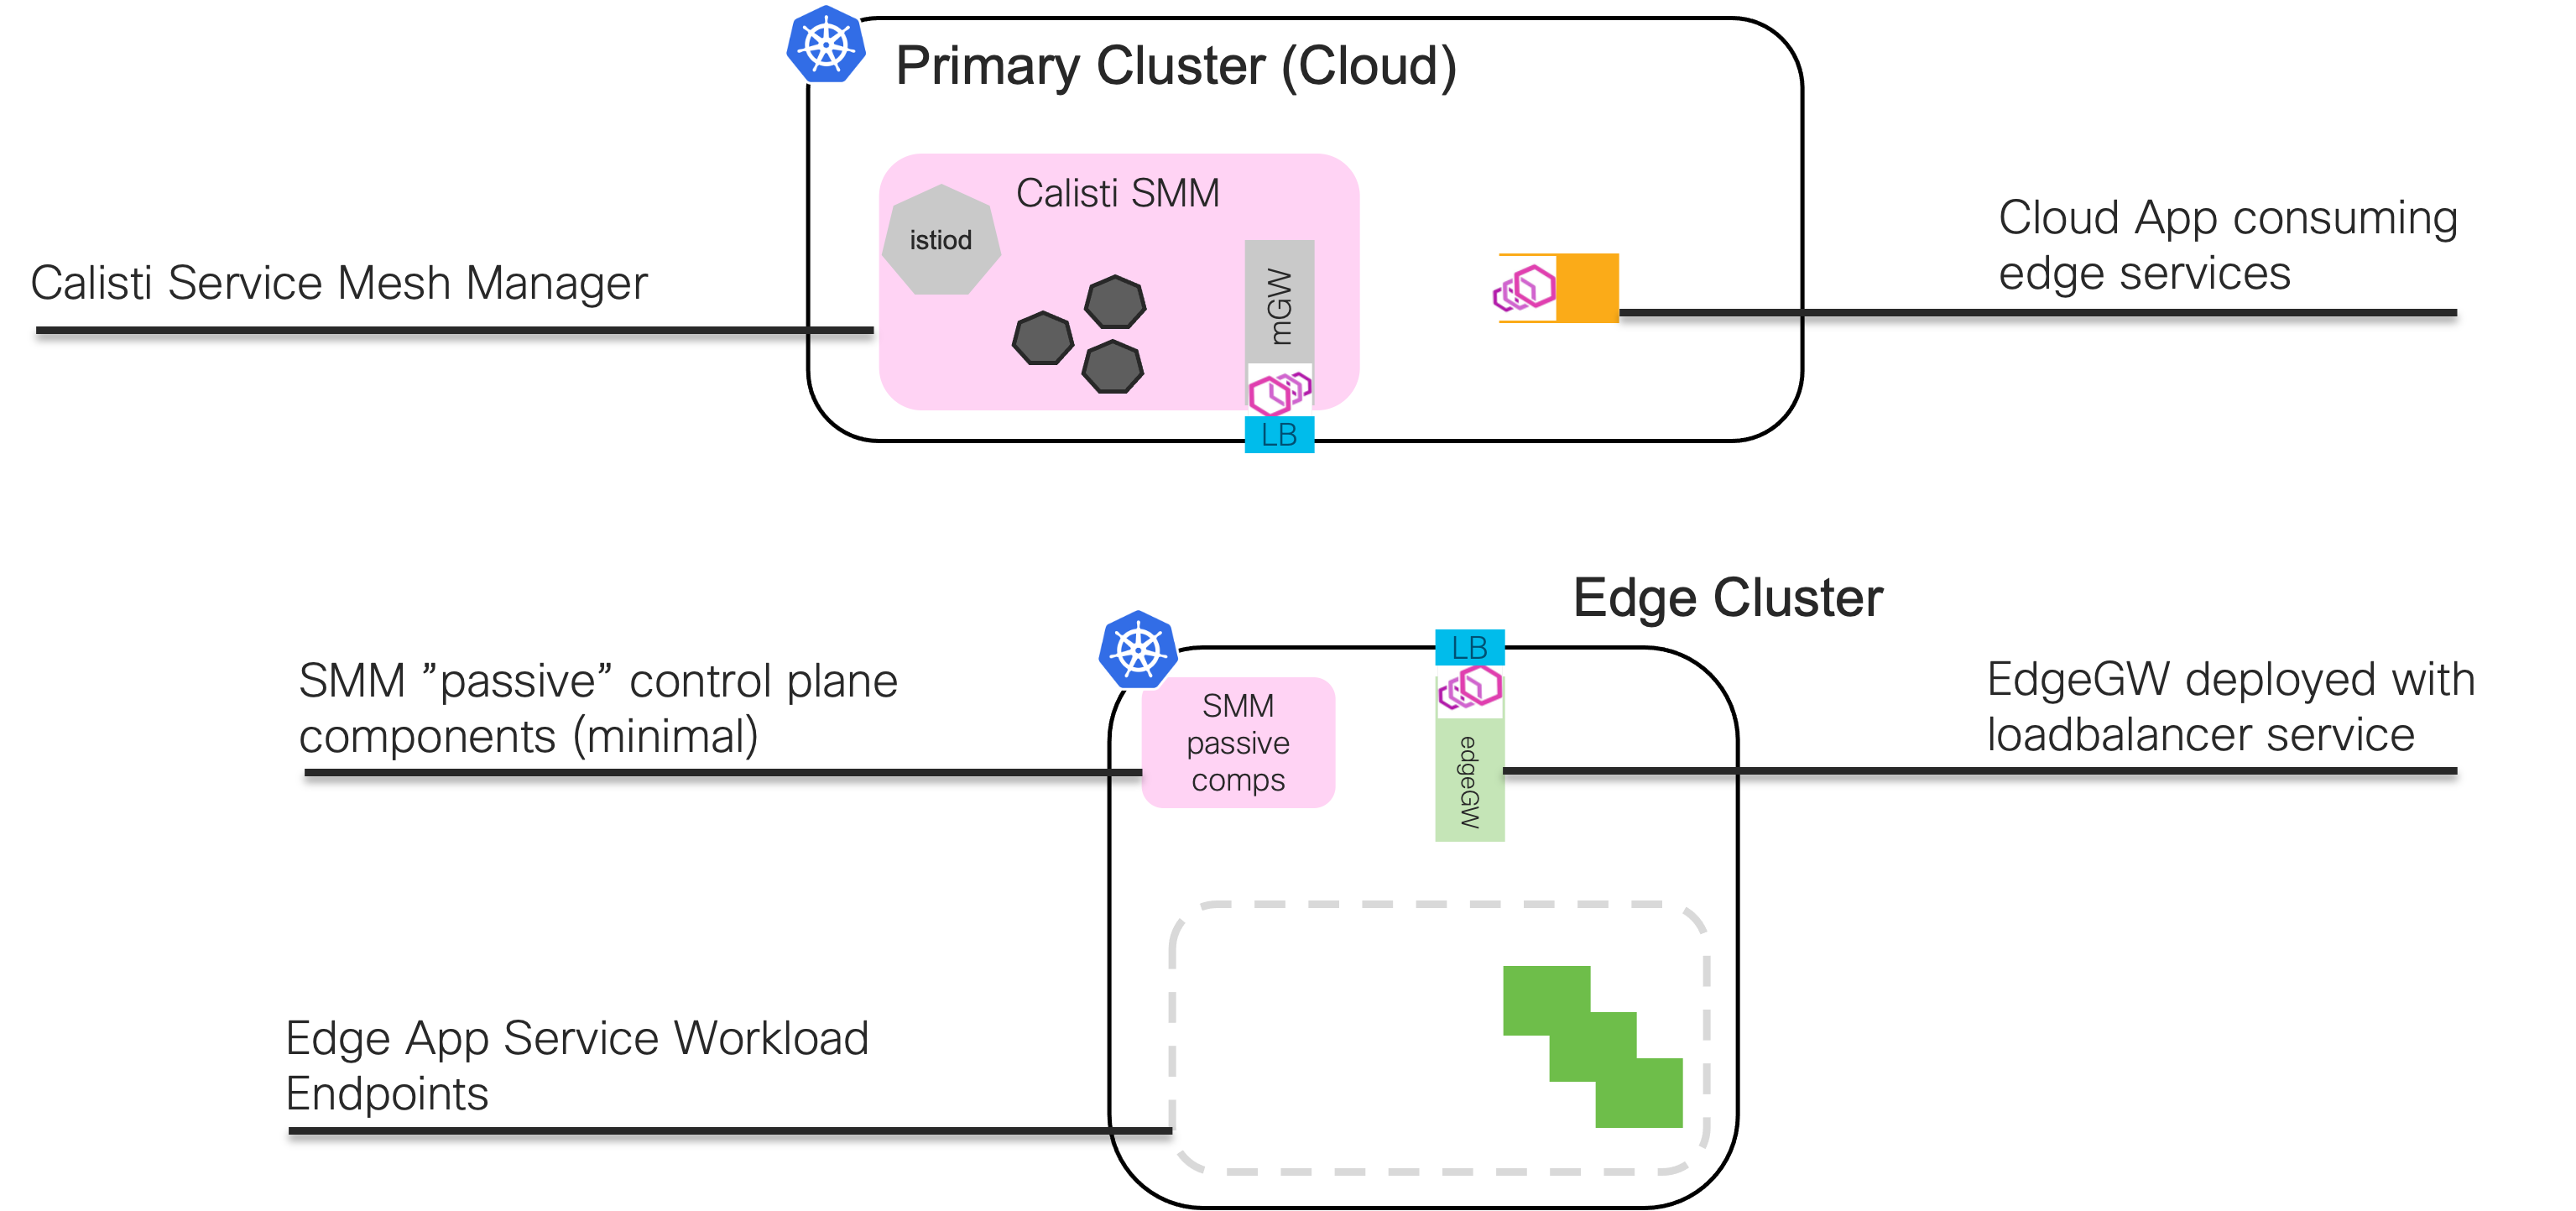 Primary Cluster (Cloud)
Calisti SMM
istiod
mGW
LB
Calisti Service Mesh Manager
Cloud App consuming
edge services
Edge Cluster
LB
edgeGW
SMM
passive
comps
SMM ”passive” control plane
components (minimal)
EdgeGW deployed with
loadbalancer service
Edge App Service Workload
Endpoints